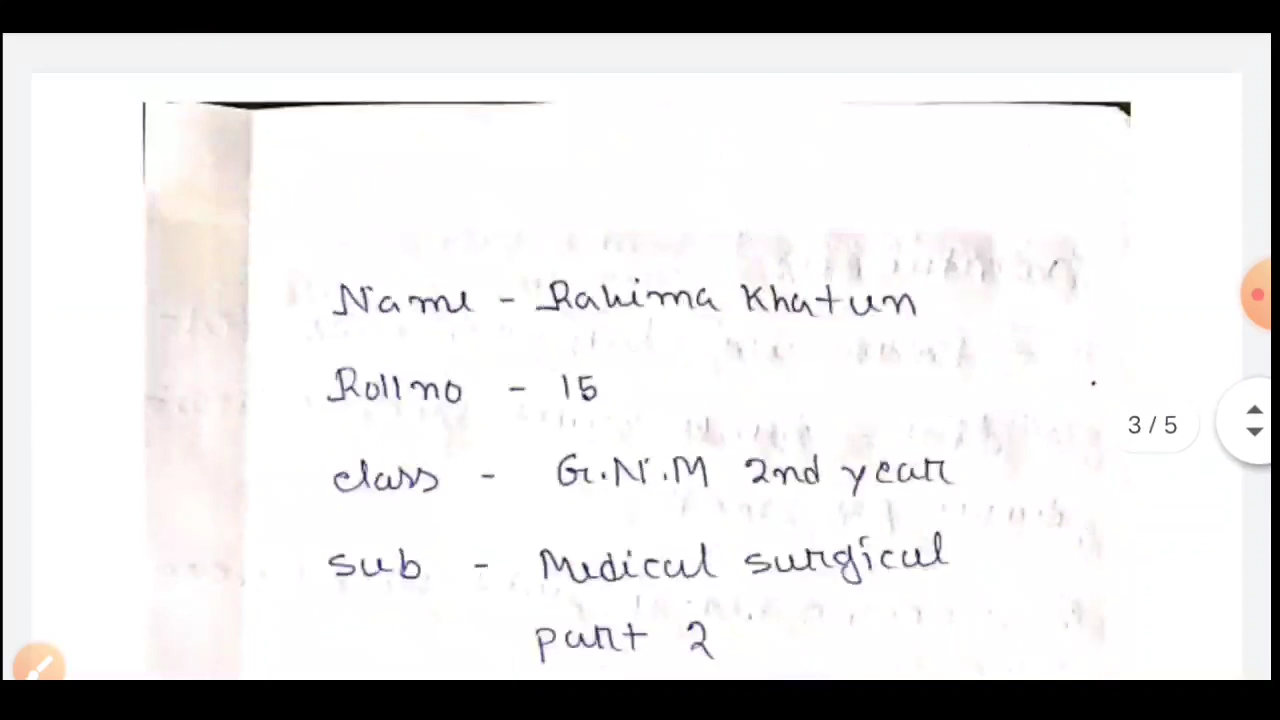 Name - Rahima Khatun
Roll no - 15
3 / 5
class - G.N.M 2nd year
sub - Medical surgical
part 2